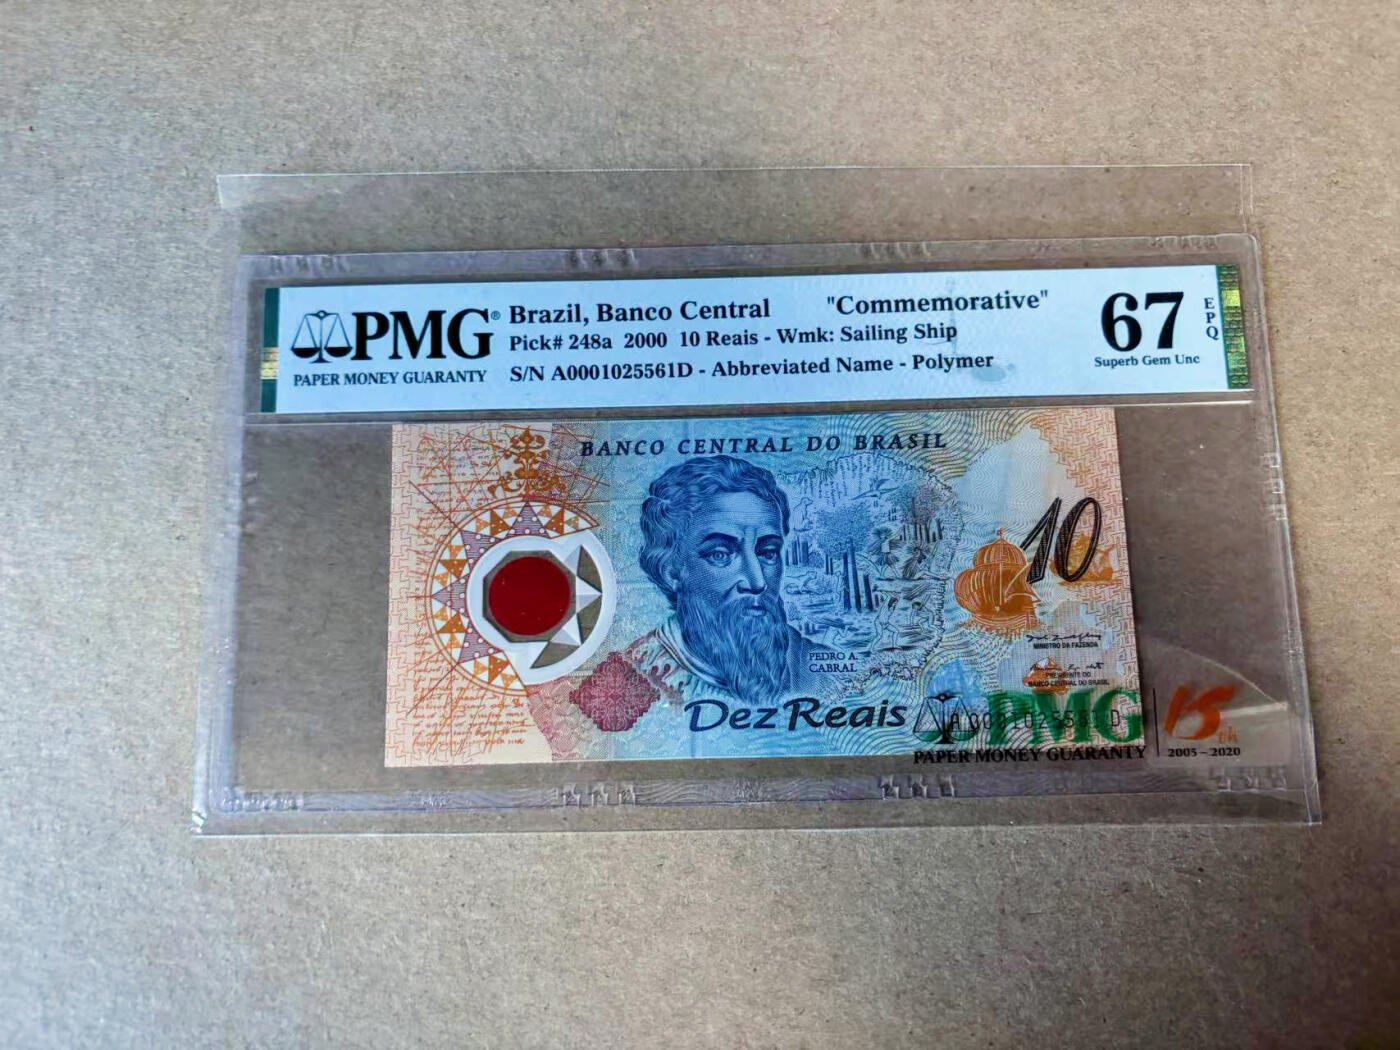 PMG®
PAPER MONEY GUARANTY
Brazil, Banco Central "Commemorative"
Pick# 248a 2000 10 Reais - Wmk: Sailing Ship
S/N A0001025561D - Abbreviated Name - Polymer
67
EPQ
Superb Gem Unc
BANCO CENTRAL DO BRASIL
10
PEDRO A.
CABRAL
MINISTRO DA FAZENDA
PRESIDENTE DO
BANCO CENTRAL DO BRASIL
Dez Reais
A0001025561D
PMG
PAPER MONEY GUARANTY
15th
2005 – 2020